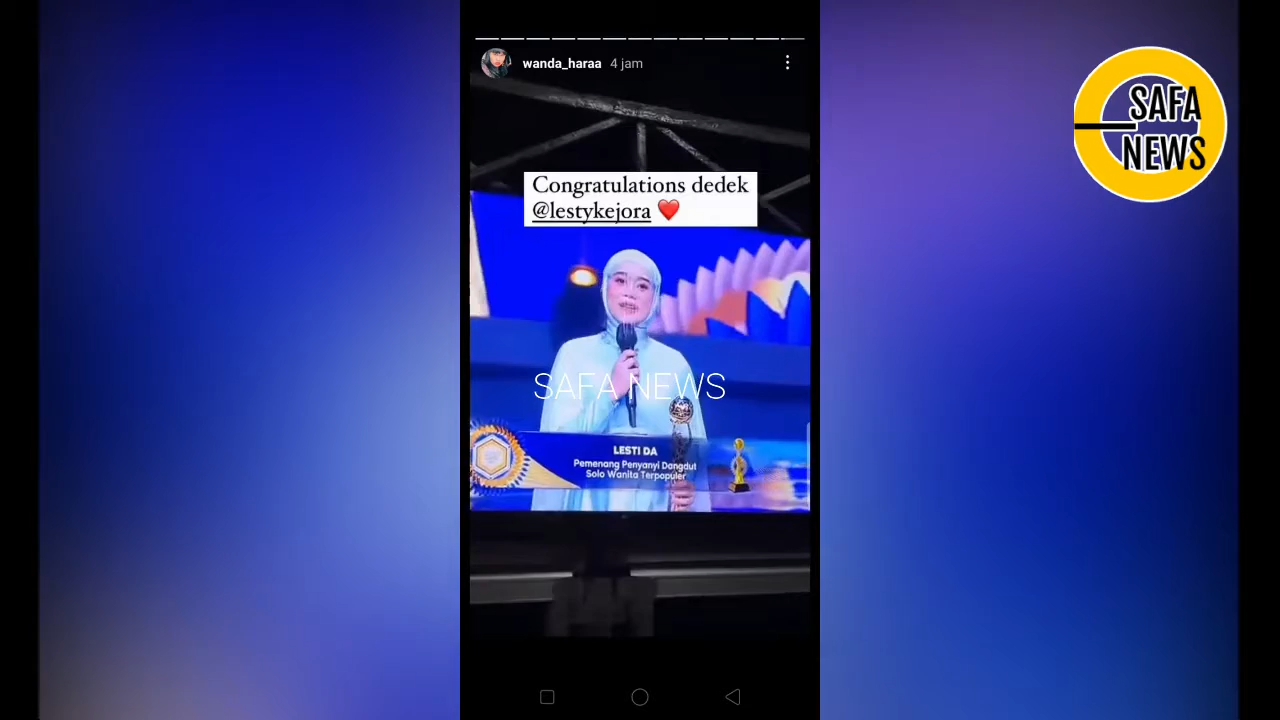 wanda_haraa 4 jam
SAFA
NEWS
Congratulations dedek
@lestykejora ❤️
SAFA NEWS
LESTI DA
Pemenang Penyanyi Dangdut
Solo Wanita Terpopuler